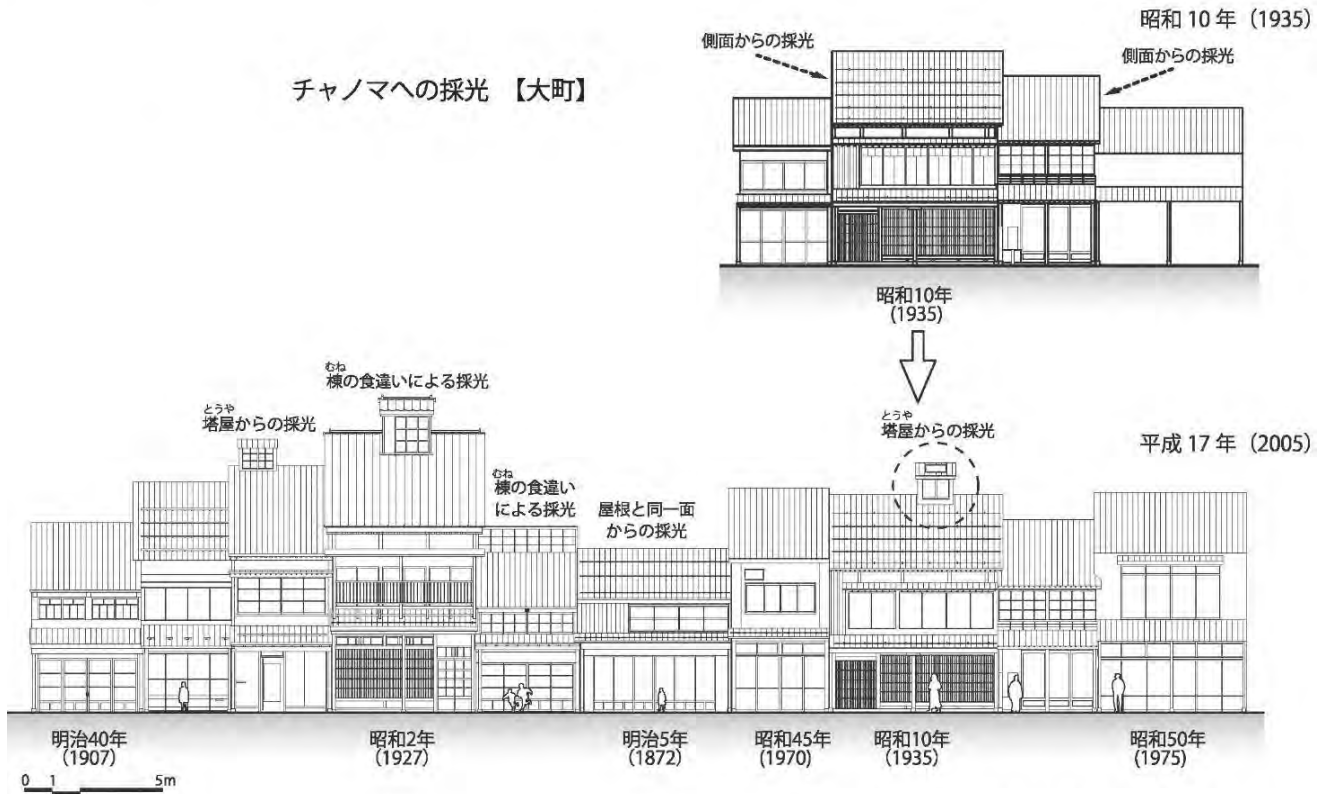 昭和 10 年（1935）
側面からの採光
側面からの採光
チャノマへの採光 【大町】
昭和10年
(1935)
むね
棟の食違いによる採光
とうや
塔屋からの採光
とうや
塔屋からの採光
平成 17 年（2005）
むね
棟の食違い
による採光
屋根と同一面
からの採光
明治40年
(1907)
昭和2年
(1927)
明治5年
(1872)
昭和45年
(1970)
昭和10年
(1935)
昭和50年
(1975)
0 1 5m